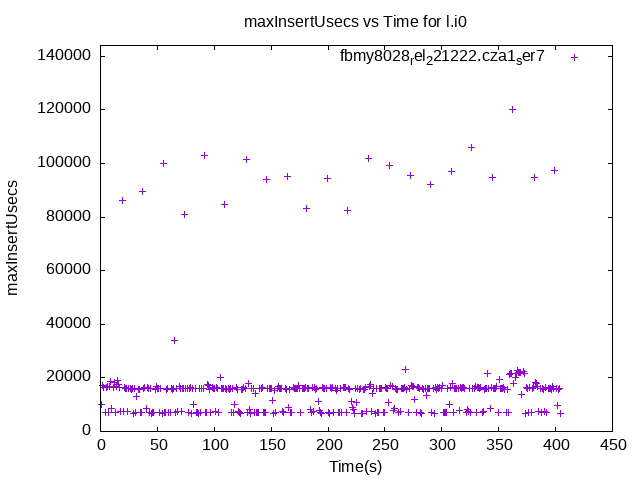 maxInsertUsecs vs Time for l.i0
fbmy8028rel221222.cza1ser7
140000
120000
100000
80000
60000
40000
20000
0
maxInsertUsecs
0 50 100 150 200 250 300 350 400 450
Time(s)